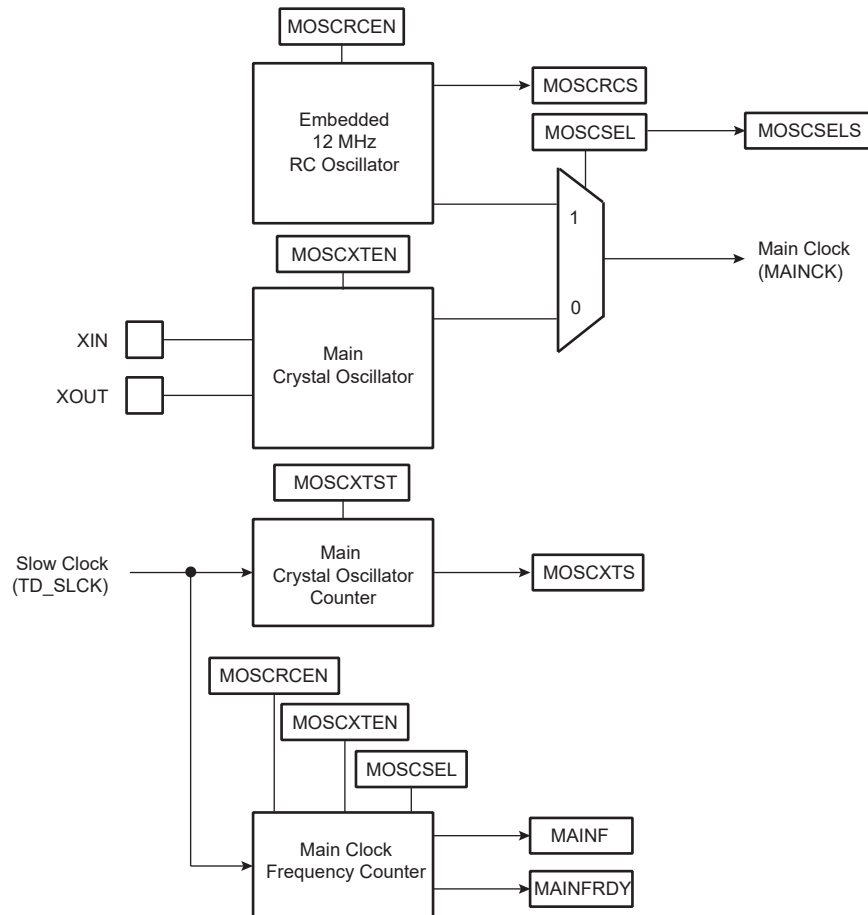 MOSCRCEN
Embedded
12 MHz
RC Oscillator
MOSCRCS
MOSCSEL
MOSCSELS
1
0
Main Clock
(MAINCK)
MOSCXTEN
XIN
XOUT
Main
Crystal Oscillator
MOSCXTST
Slow Clock
(TD_SLCK)
Main
Crystal Oscillator
Counter
MOSCXTS
MOSCRCEN
MOSCXTEN
MOSCSEL
Main Clock
Frequency Counter
MAINF
MAINFRDY